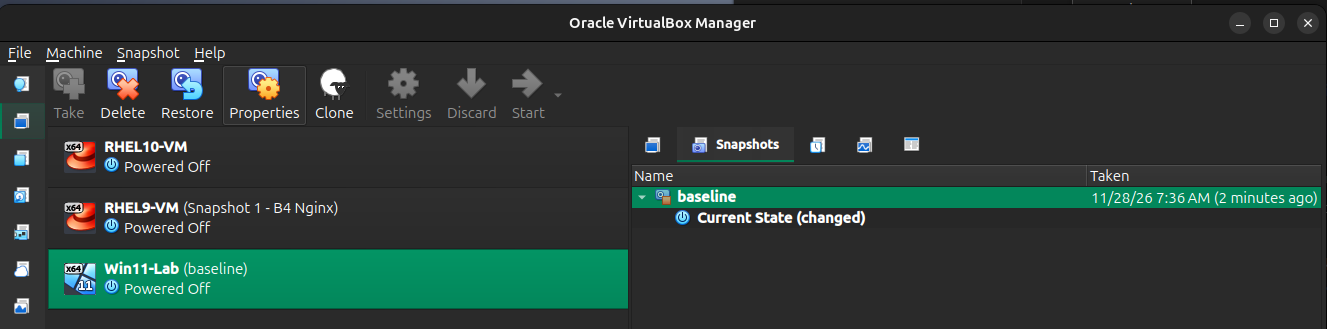 Oracle VirtualBox Manager
File Machine Snapshot Help
Take Delete Restore Properties Clone Settings Discard Start
x64 RHEL10-VM
Powered Off
x64 RHEL9-VM (Snapshot 1 - B4 Nginx)
Powered Off
x64 11 Win11-Lab (baseline)
Powered Off
Snapshots
Name Taken
baseline 11/28/26 7:36 AM (2 minutes ago)
Current State (changed)